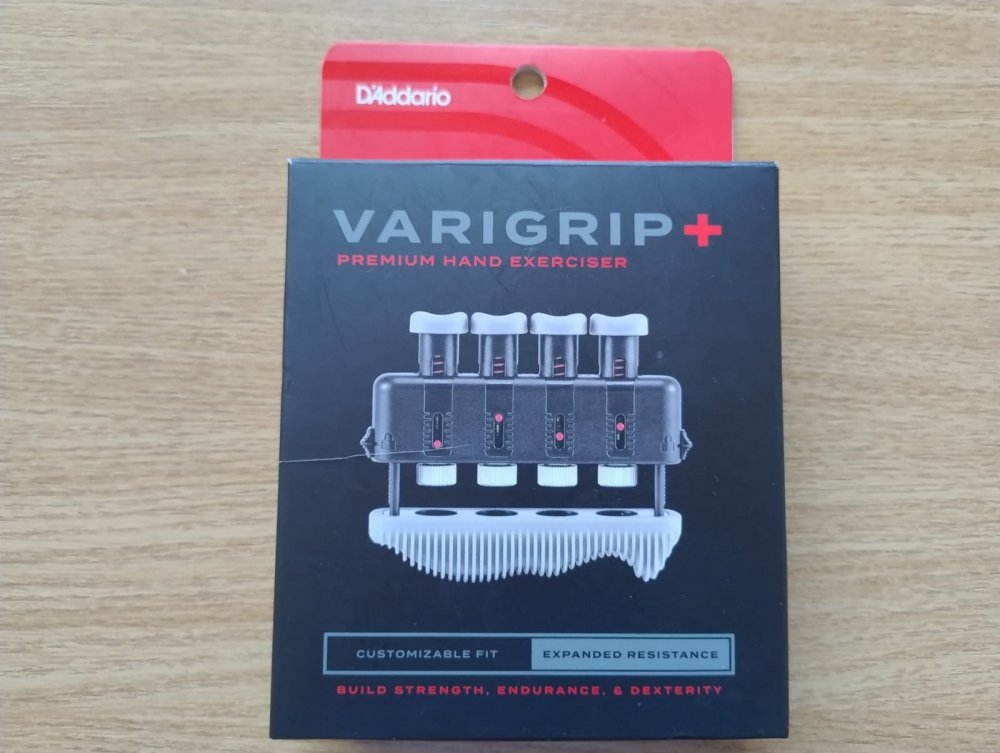 D'Addario
VARIGRIP+
PREMIUM HAND EXERCISER
CUSTOMIZABLE FIT
EXPANDED RESISTANCE
BUILD STRENGTH, ENDURANCE, & DEXTERITY